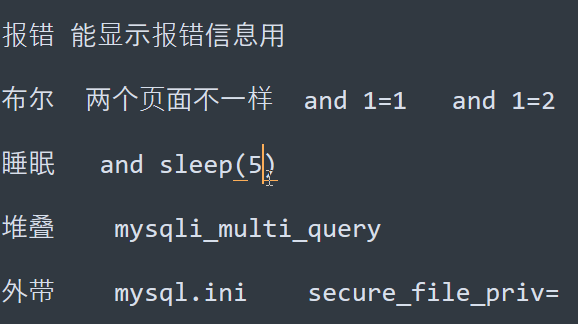 报错 能显示报错信息用
布尔 两个页面不一样 and 1=1 and 1=2
睡眠 and sleep(5)
堆叠 mysqli_multi_query
外带 mysql.ini secure_file_priv=